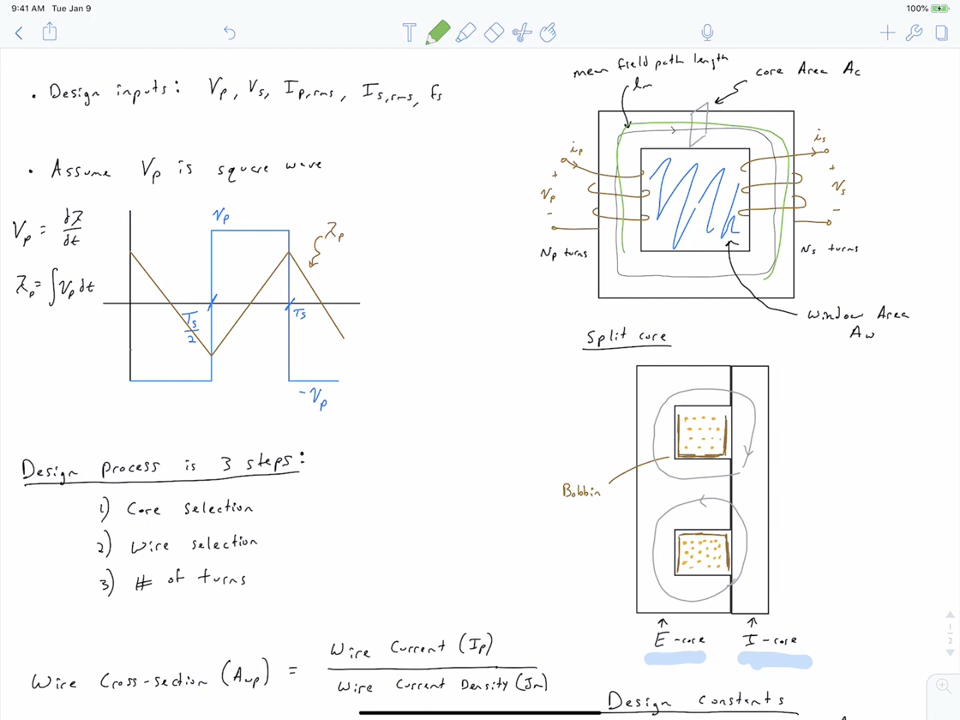 9:41 AM Tue Jan 9
100%
• Design inputs: Vp, Vs, Ip,rms, Is,rms, fs
• Assume Vp is square wave
Vp = dλ/dt
λp = ∫Vp dt
Vp
λp
Ts/2
Ts
-Vp
Design process is 3 steps:
1) Core selection
2) Wire selection
3) # of turns
Wire Cross-section (Awp) = Wire Current (Ip) / Wire Current Density (Jm)
mean field path length
lm
core Area Ac
ip
+
Vp
-
Np turns
is
+
Vs
-
Ns turns
Window Area
Aw
Split core
Bobbin
E-core
I-core
Design constants
1
2